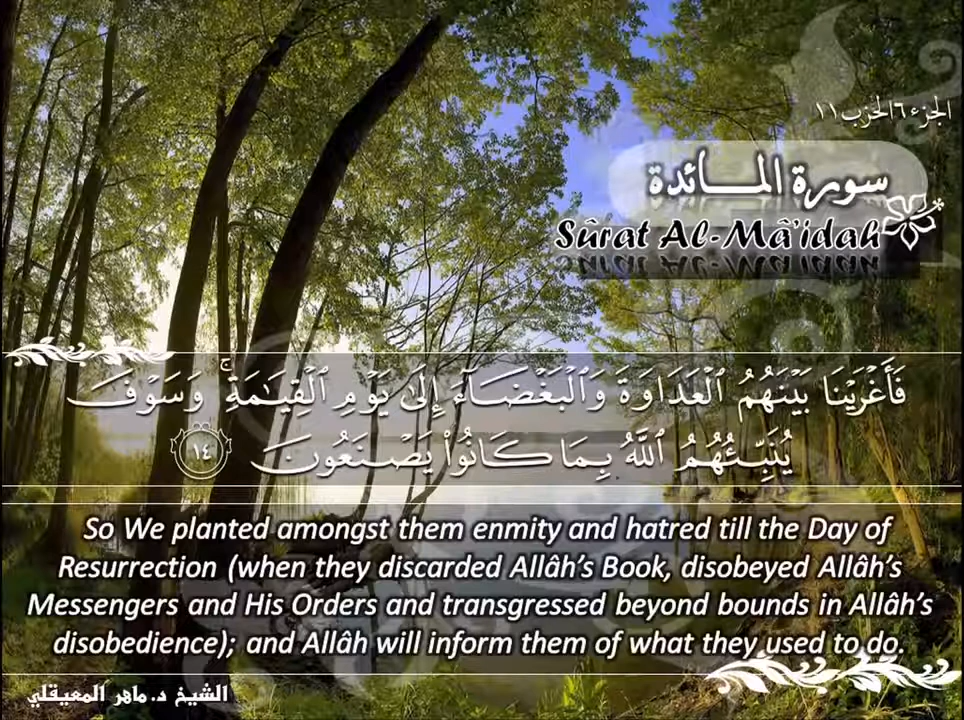 الجزء ٦ الحزب ١١
سورة المائدة
Sûrat Al-Mâ'idah
فَأَغْرَيْنَا بَيْنَهُمُ ٱلْعَدَاوَةَ وَٱلْبَغْضَآءَ إِلَىٰ يَوْمِ ٱلْقِيَـٰمَةِ ۚ وَسَوْفَ
يُنَبِّئُهُمُ ٱللَّهُ بِمَا كَانُوا۟ يَصْنَعُونَ ١٤
So We planted amongst them enmity and hatred till the Day of
Resurrection (when they discarded Allâh's Book, disobeyed Allâh's
Messengers and His Orders and transgressed beyond bounds in Allâh's
disobedience); and Allâh will inform them of what they used to do.
الشيخ د. ماهر المعيقلي